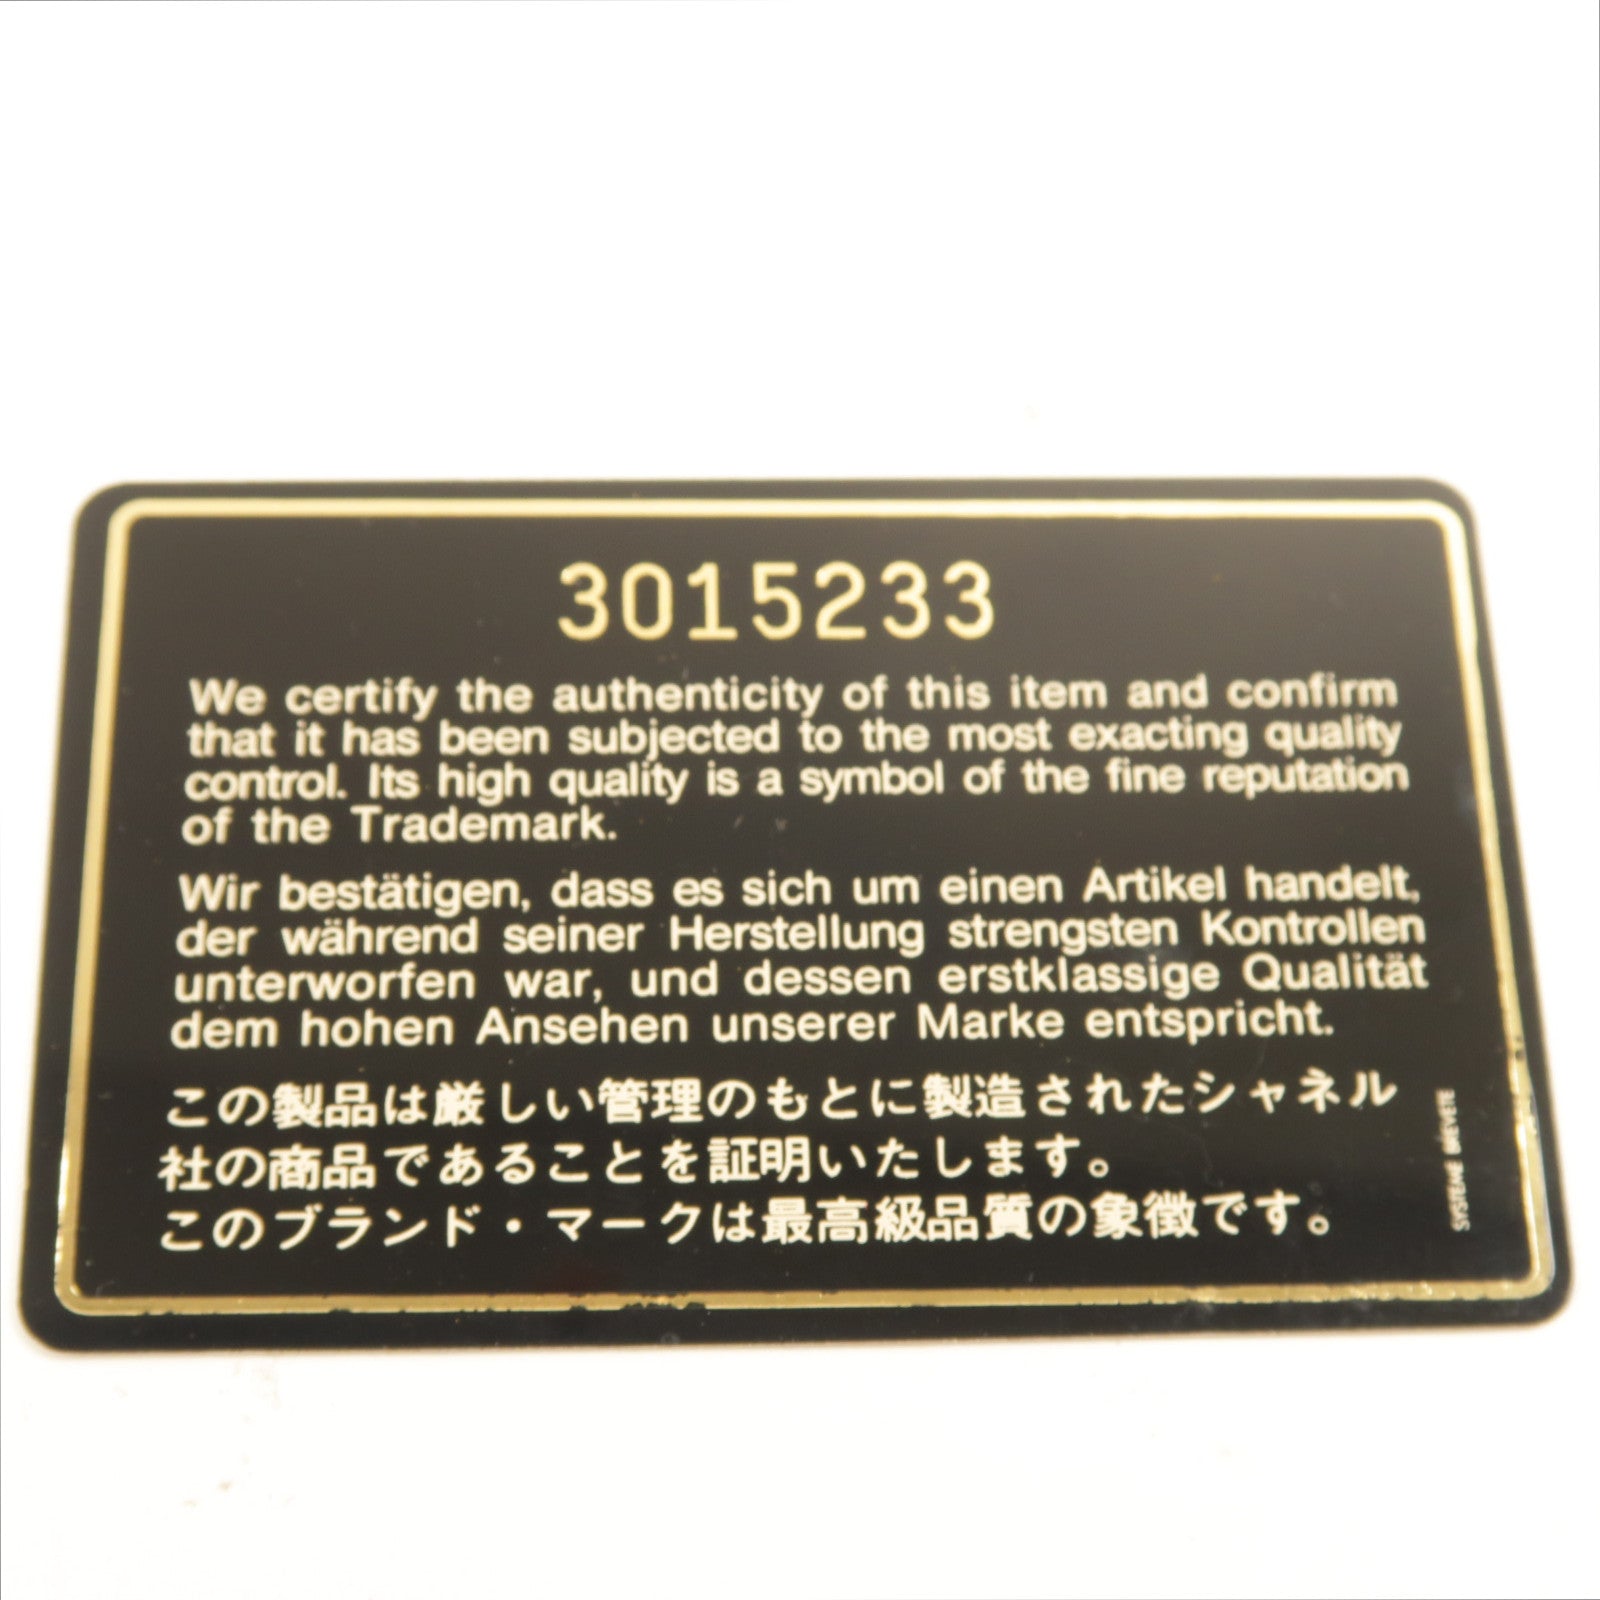 3015233
We certify the authenticity of this item and confirm
that it has been subjected to the most exacting quality
control. Its high quality is a symbol of the fine reputation
of the Trademark.
Wir bestätigen, dass es sich um einen Artikel handelt,
der während seiner Herstellung strengsten Kontrollen
unterworfen war, und dessen erstklassige Qualität
dem hohen Ansehen unserer Marke entspricht.
この製品は厳しい管理のもとに製造されたシャネル
社の商品であることを証明いたします。
このブランド・マークは最高級品質の象徴です。
SYSTEME BREVETE